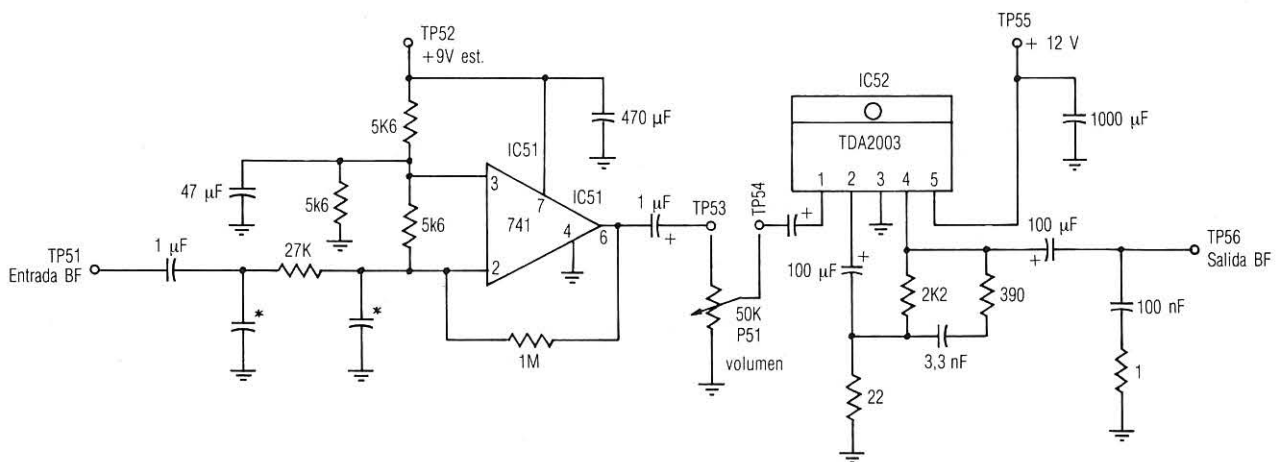 TP52
+9V est.
5K6
470 µF
47 µF
5k6
5k6
IC51
IC51
3
7
741
4
6
2
TP51
Entrada BF
1 µF
27K
*
*
1M
1 µF
+
TP53
TP54
50K
P51
volumen
+
TP55
+ 12 V
IC52
TDA2003
1 2 3 4 5
1000 µF
100 µF
+
2K2
390
3,3 nF
22
100 µF
+
TP56
Salida BF
100 nF
1